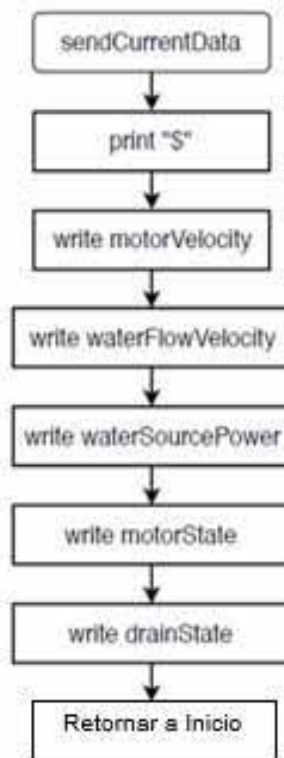 sendCurrentData
print "$"
write motorVelocity
write waterFlowVelocity
write waterSourcePower
write motorState
write drainState
Retornar a Inicio